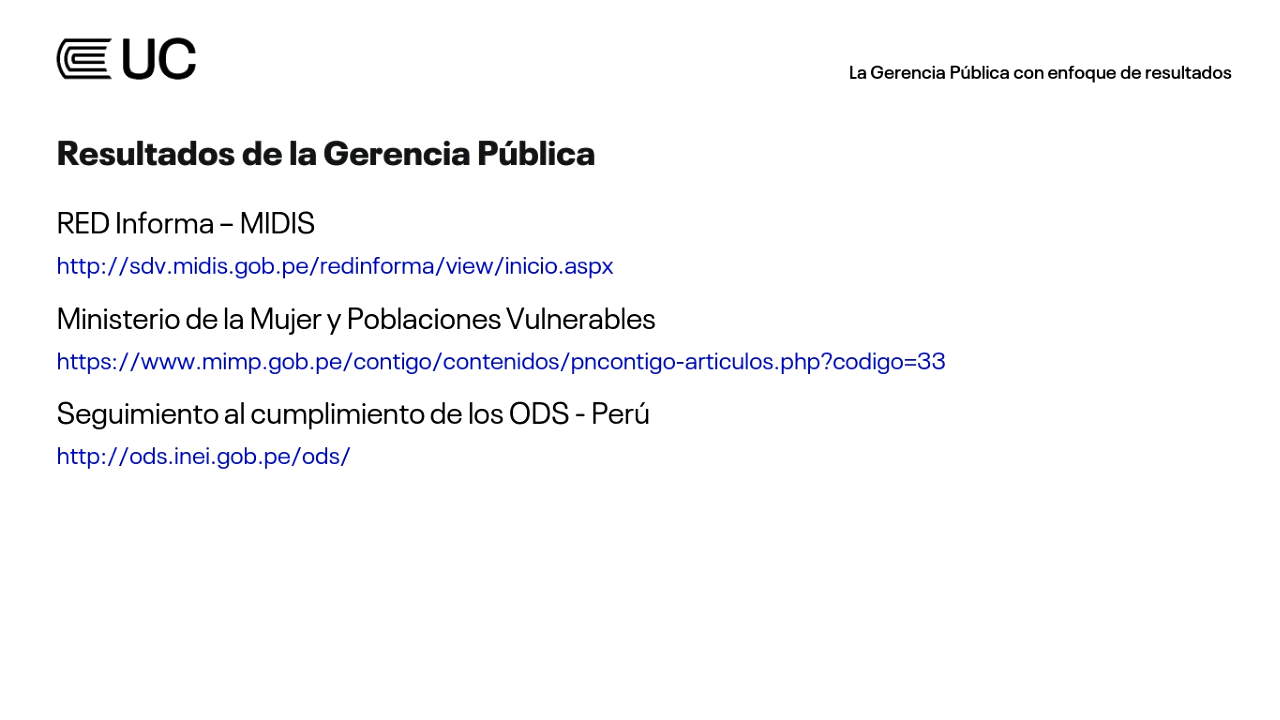 UC
La Gerencia Pública con enfoque de resultados
Resultados de la Gerencia Pública
RED Informa – MIDIS
http://sdv.midis.gob.pe/redinforma/view/inicio.aspx
Ministerio de la Mujer y Poblaciones Vulnerables
https://www.mimp.gob.pe/contigo/contenidos/pncontigo-articulos.php?codigo=33
Seguimiento al cumplimiento de los ODS - Perú
http://ods.inei.gob.pe/ods/